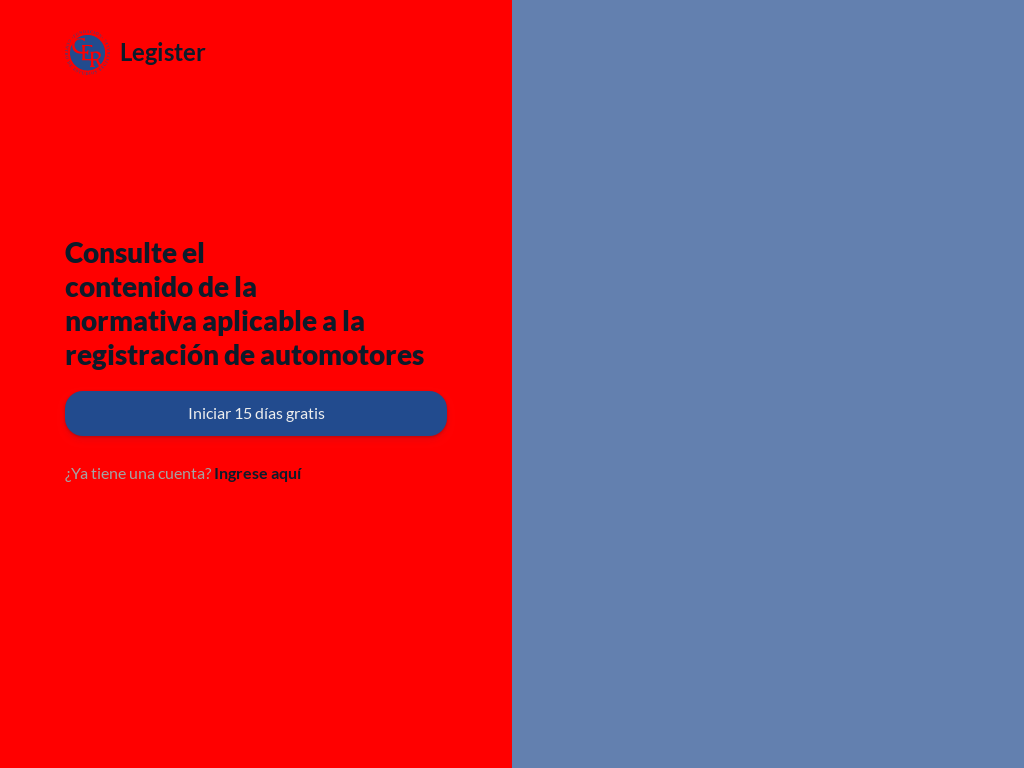 Legister
Consulte el
contenido de la
normativa aplicable a la
registración de automotores
Iniciar 15 días gratis
¿Ya tiene una cuenta? Ingrese aquí